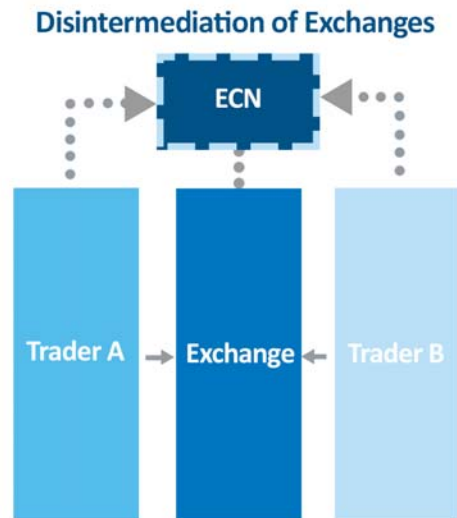 Disintermediation of Exchanges
ECN
Trader A
Exchange
Trader B